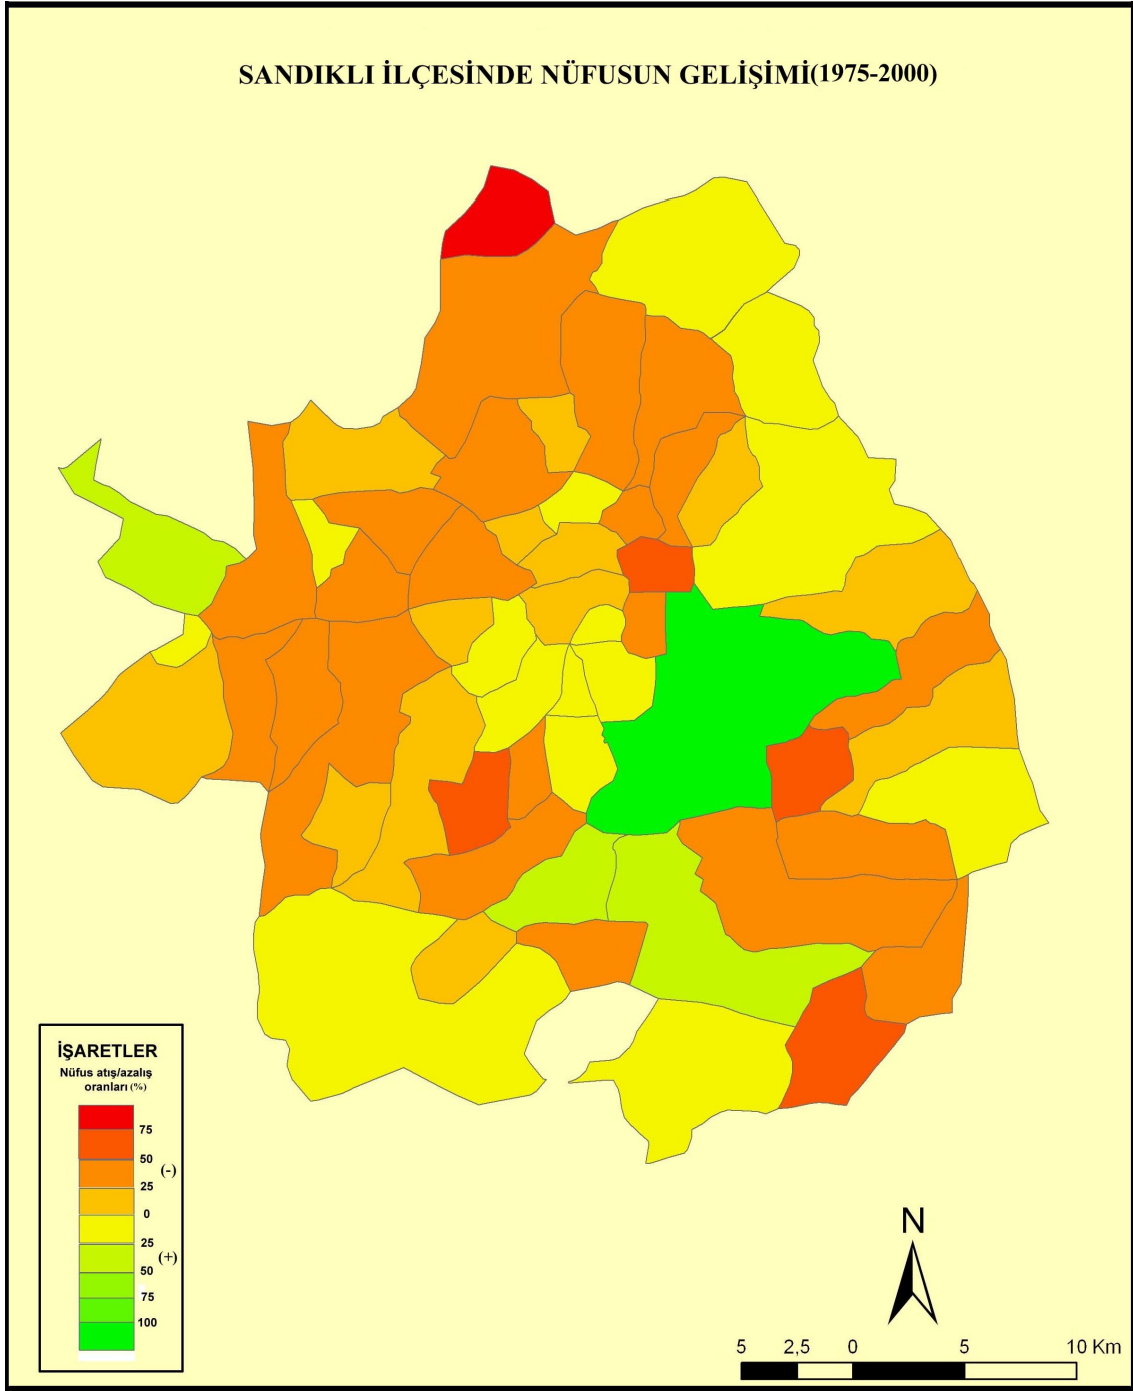 SANDIKLI İLÇESİNDE NÜFUSUN GELİŞİMİ(1975-2000)
İŞARETLER
Nüfus atış/azalış
oranları (%)
75
50
(-)
25
0
25
(+)
50
75
100
N
5 2,5 0 5 10 Km